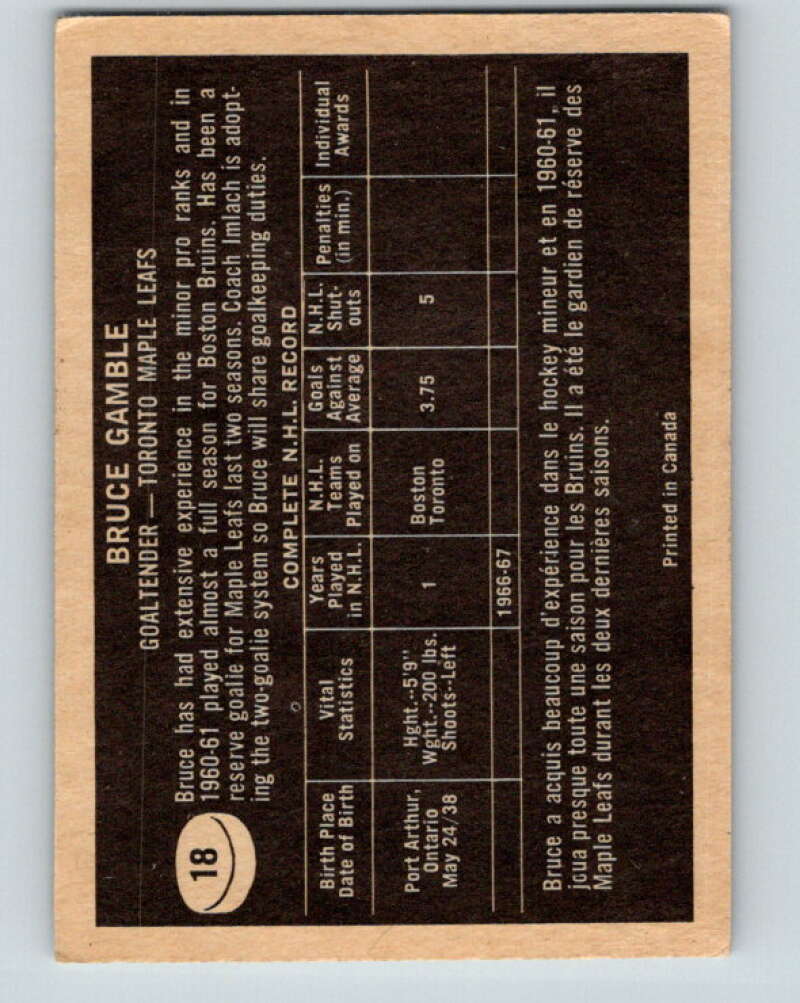 BRUCE GAMBLE
GOALTENDER — TORONTO MAPLE LEAFS
18
Bruce has had extensive experience in the minor pro ranks and in
1960-61 played almost a full season for Boston Bruins. Has been a
reserve goalie for Maple Leafs last two seasons. Coach Imlach is adopt-
ing the two-goalie system so Bruce will share goalkeeping duties.
COMPLETE N.H.L. RECORD
Birth Place
Date of Birth
Vital
Statistics
Years
Played
in N.H.L.
N.H.L.
Teams
Played on
Goals
Against
Average
N.H.L.
Shut-
outs
Penalties
(in min.)
Individual
Awards
Port Arthur,
Ontario
May 24/38
Hght.--5'9"
Wght.--200 lbs.
Shoots--Left
1
Boston
Toronto
3.75
5
1966-67
Bruce a acquis beaucoup d'expérience dans le hockey mineur et en 1960-61, il
joua presque toute une saison pour les Bruins. Il a été le gardien de réserve des
Maple Leafs durant les deux dernières saisons.
Printed in Canada